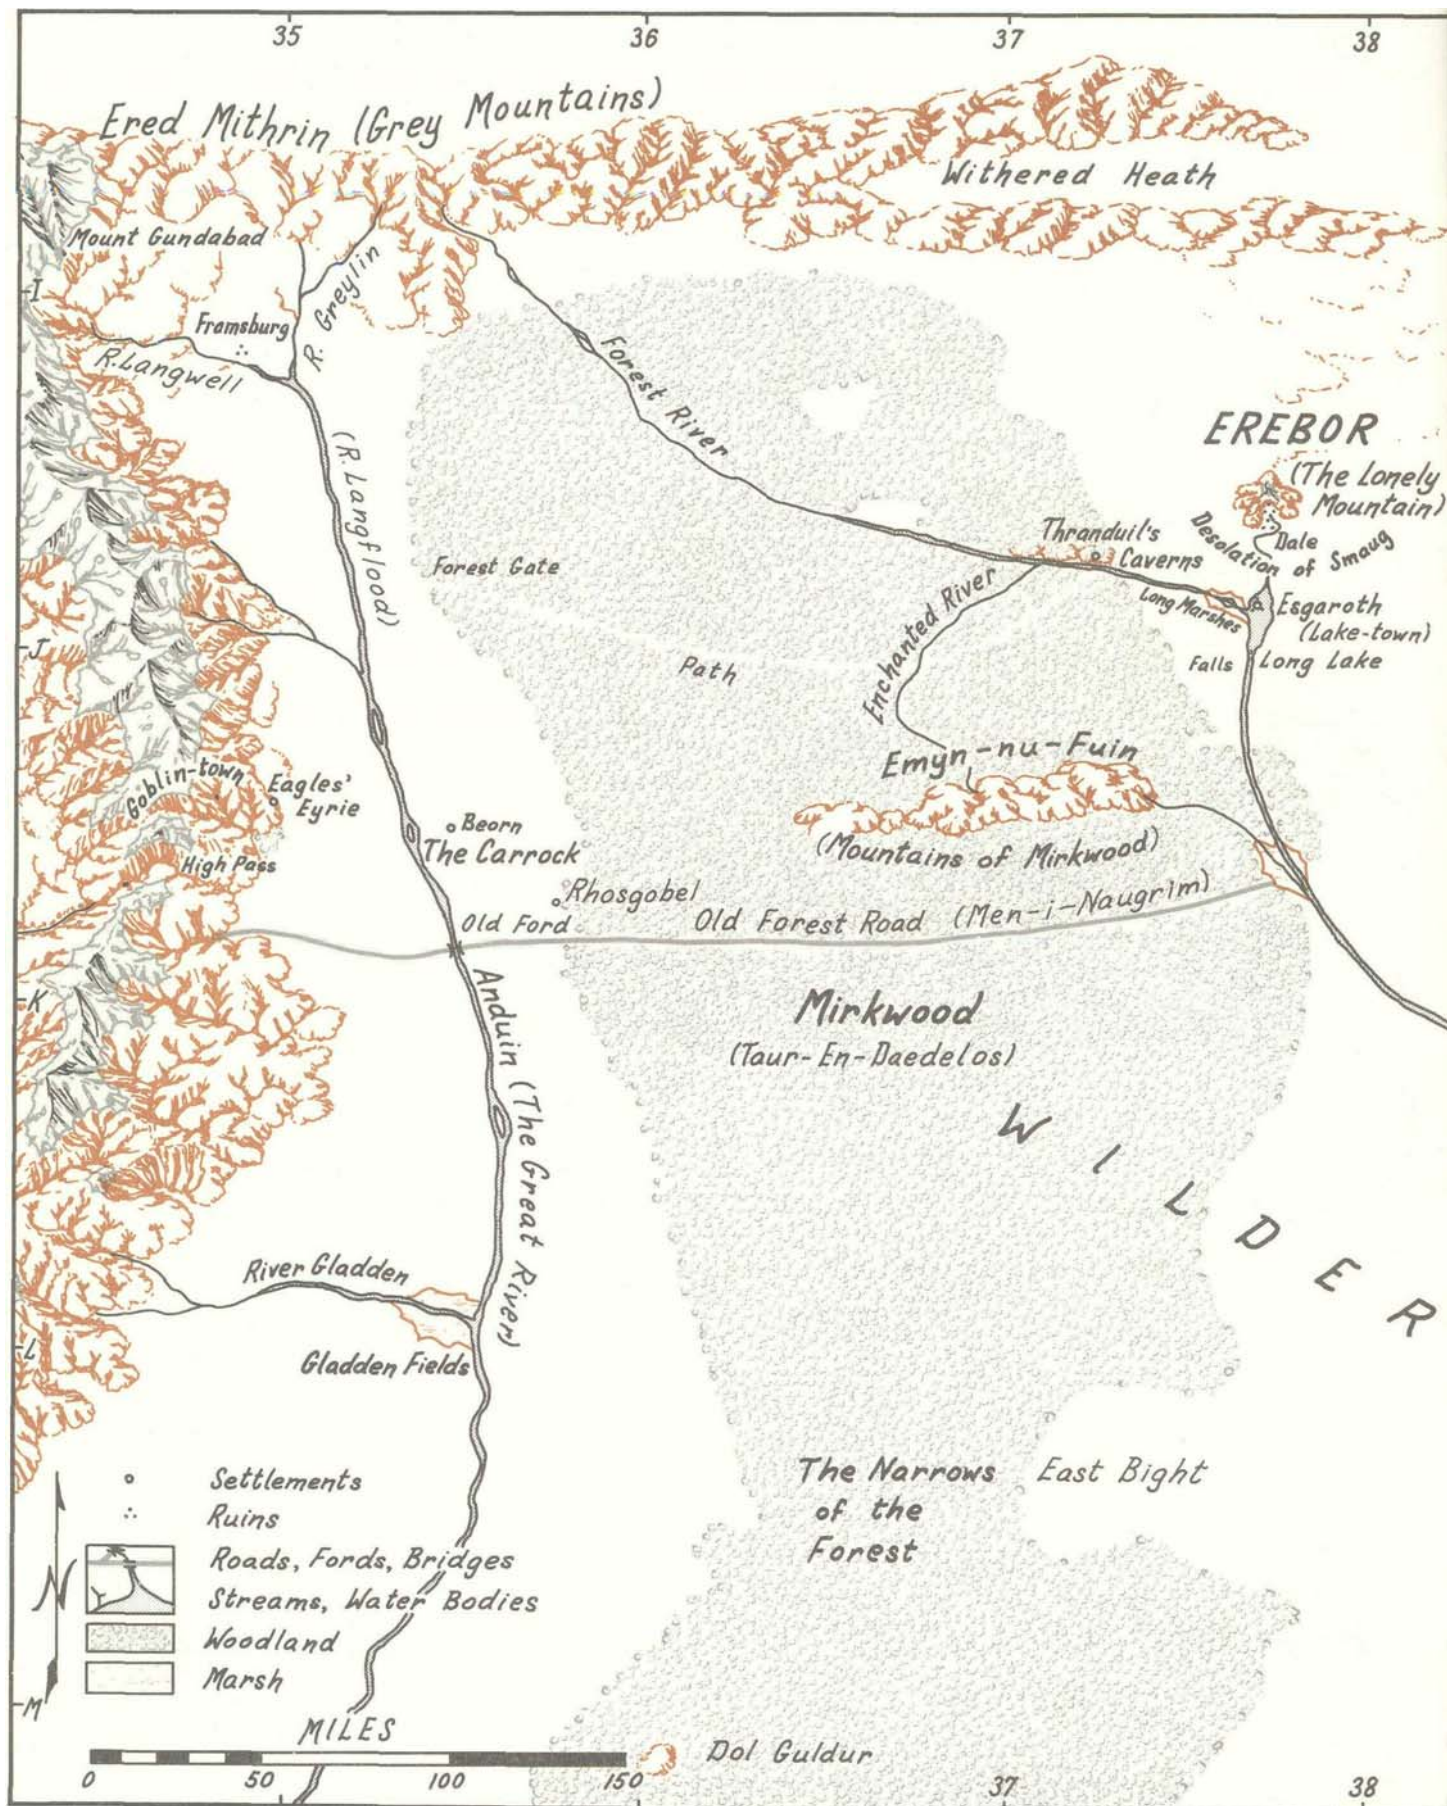 35
36
37
38
Ered Mithrin (Grey Mountains)
Withered Heath
Mount Gundabad
I
R. Greylin
Framsburg
R. Langwell
Forest River
EREBOR
(The Lonely
Mountain)
(R. Langflood)
Thranduil's
Caverns
Desolation of Smaug
Dale
Forest Gate
Enchanted River
Long Marshes
Esgaroth
(Lake-town)
J
Path
Falls
Long Lake
Emyn-nu-Fuin
Goblin-town
Eagles'
Eyrie
Beorn
The Carrock
(Mountains of Mirkwood)
High Pass
Rhosgobel
Old Ford
Old Forest Road (Men-i-Naugrim)
K
Anduin (The Great River)
Mirkwood
(Taur-En-Daedelos)
WILDER
River Gladden
L
Gladden Fields
The Narrows
of the
Forest
East Bight
Settlements
Ruins
Roads, Fords, Bridges
Streams, Water Bodies
Woodland
Marsh
N
M
MILES
0 50 100 150
Dol Guldur
37
38